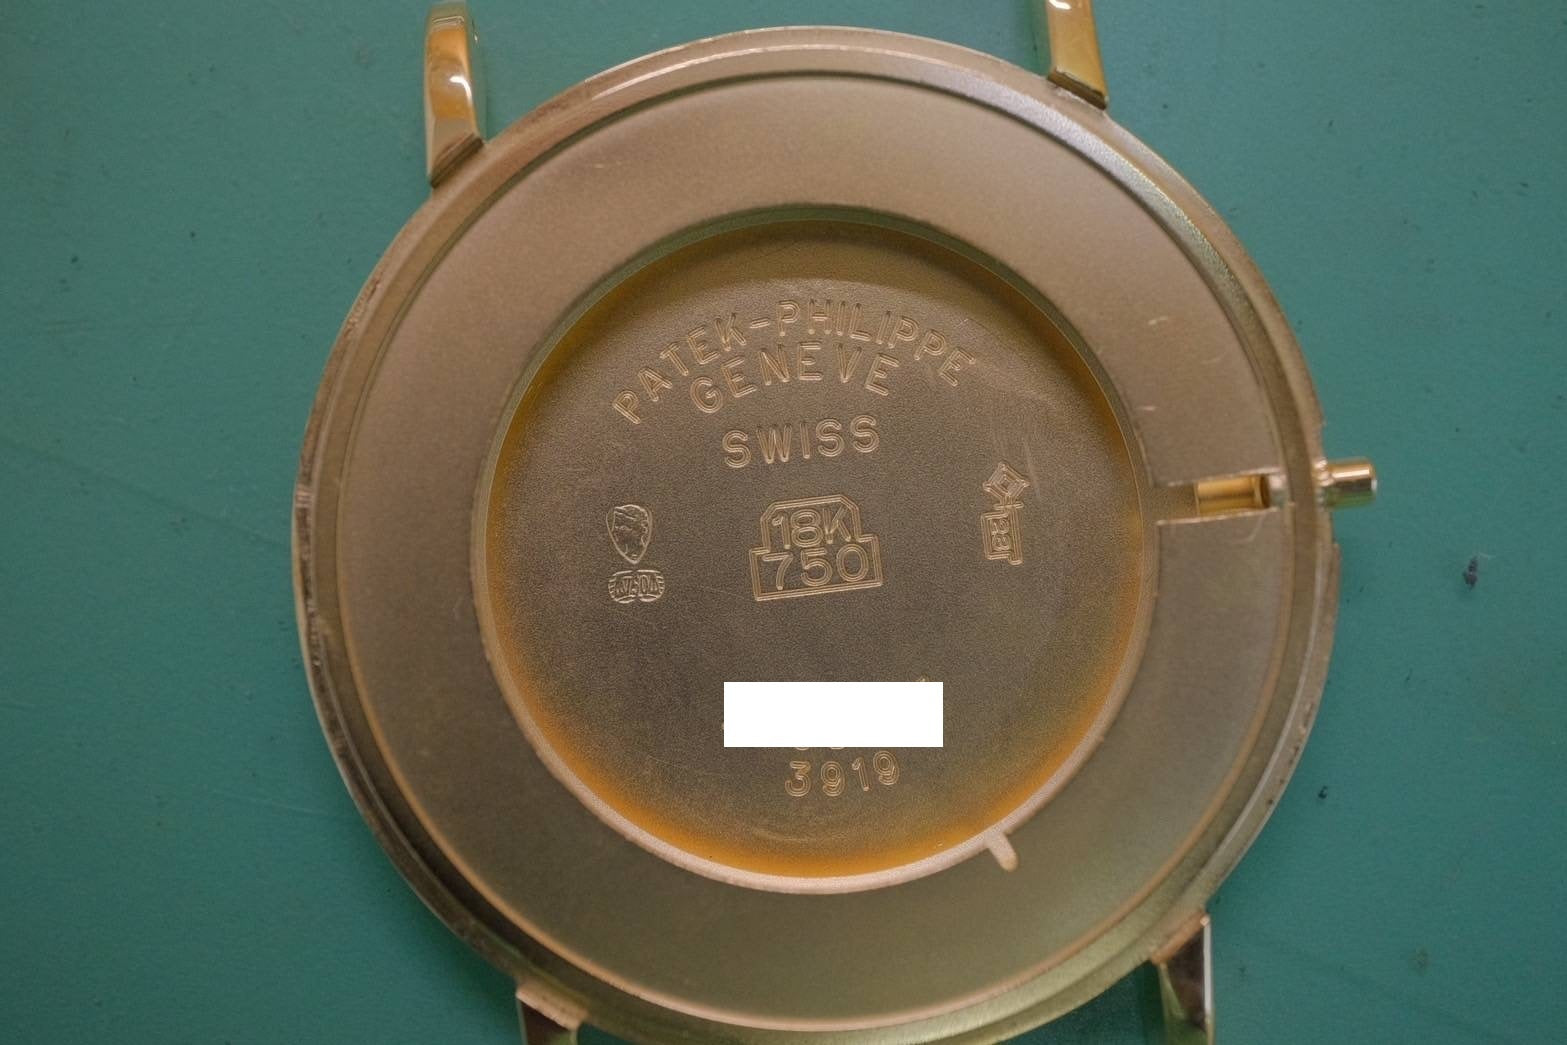 PATEK-PHILIPPE
GENEVE
SWISS
18K
750
3919